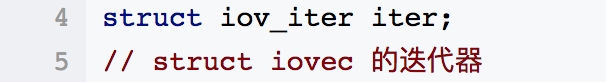 4 struct iov_iter iter;
5 // struct iovec 的迭代器